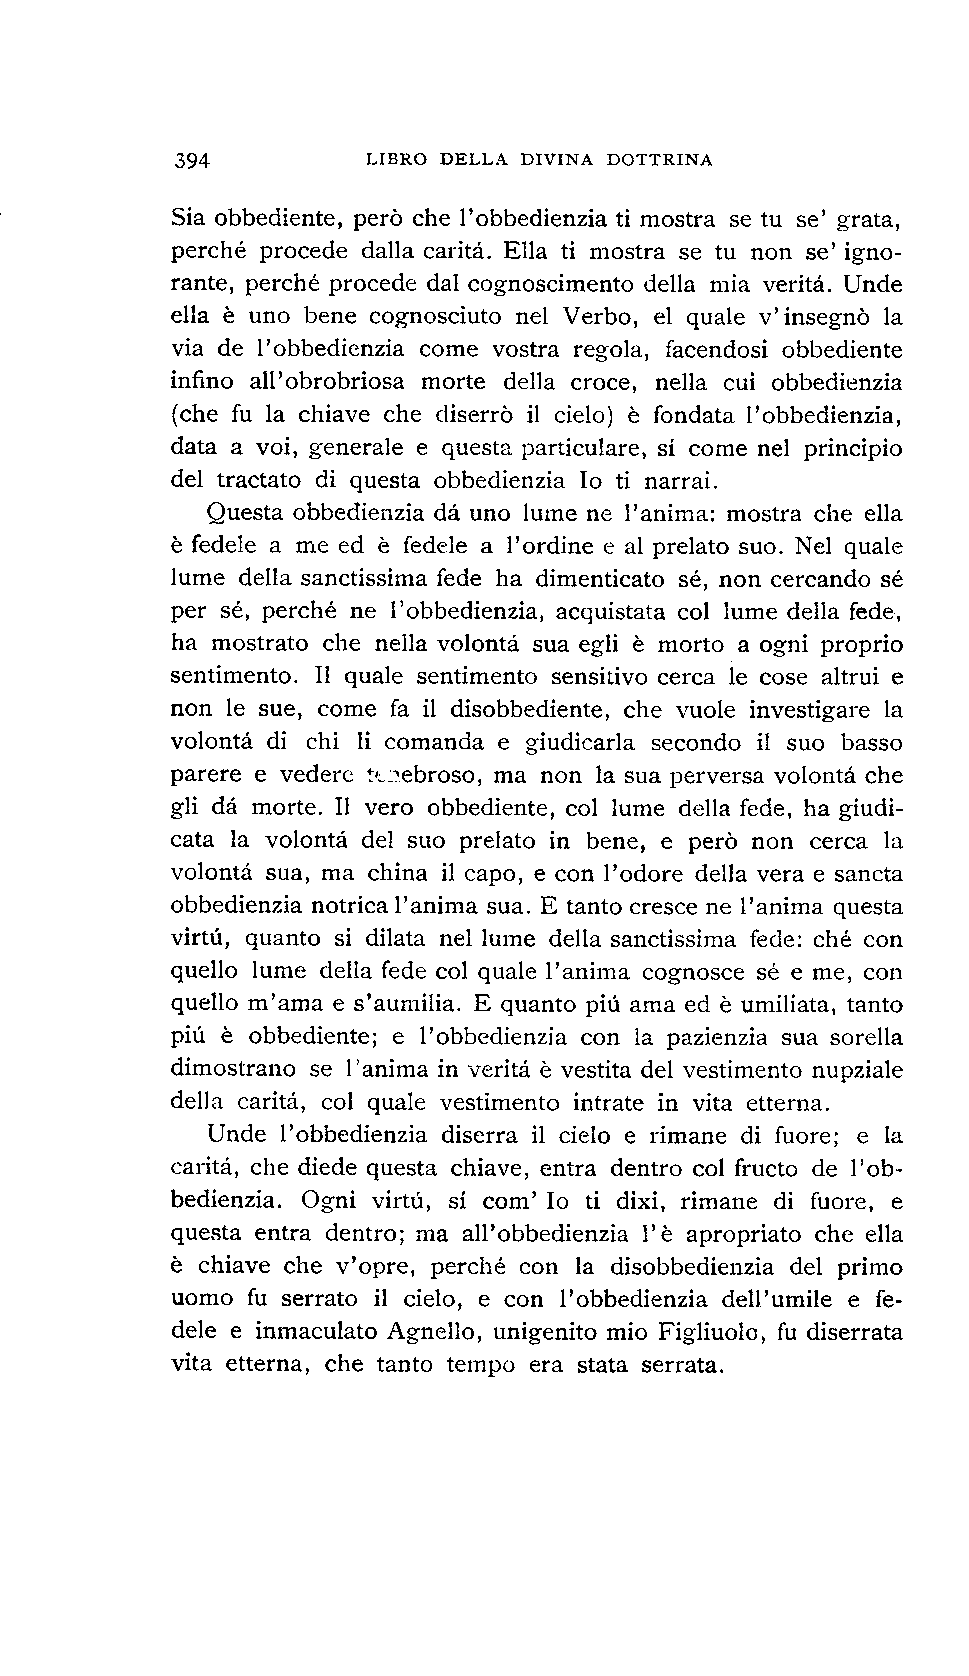 394 LIBRO DELLA DIVINA DOTTRINA
Sia obbediente, però che l'obbedienzia ti mostra se tu se' grata,
perché procede dalla caritá. Ella ti mostra se tu non se' igno-
rante, perché procede dal cognoscimento della mia veritá. Unde
ella è uno bene cognosciuto nel Verbo, el quale v'insegnò la
via de l'obbedienzia come vostra regola, facendosi obbediente
infino all'obrobriosa morte della croce, nella cui obbedienzia
(che fu la chiave che diserrò il cielo) è fondata l'obbedienzia,
data a voi, generale e questa particulare, sí come nel principio
del tractato di questa obbedienzia Io ti narrai.
Questa obbedienzia dá uno lume ne l'anima: mostra che ella
è fedele a me ed è fedele a l'ordine e al prelato suo. Nel quale
lume della sanctissima fede ha dimenticato sé, non cercando sé
per sé, perché ne l'obbedienzia, acquistata col lume della fede,
ha mostrato che nella volontá sua egli è morto a ogni proprio
sentimento. Il quale sentimento sensitivo cerca le cose altrui e
non le sue, come fa il disobbediente, che vuole investigare la
volontá di chi li comanda e giudicarla secondo il suo basso
parere e vedere tenebroso, ma non la sua perversa volontá che
gli dá morte. Il vero obbediente, col lume della fede, ha giudi-
cata la volontá del suo prelato in bene, e però non cerca la
volontá sua, ma china il capo, e con l'odore della vera e sancta
obbedienzia notrica l'anima sua. E tanto cresce ne l'anima questa
virtú, quanto si dilata nel lume della sanctissima fede: ché con
quello lume della fede col quale l'anima cognosce sé e me, con
quello m'ama e s'aumilia. E quanto piú ama ed è umiliata, tanto
piú è obbediente; e l'obbedienzia con la pazienzia sua sorella
dimostrano se l'anima in veritá è vestita del vestimento nupziale
della caritá, col quale vestimento intrate in vita etterna.
Unde l'obbedienzia diserra il cielo e rimane di fuore; e la
caritá, che diede questa chiave, entra dentro col fructo de l'ob-
bedienzia. Ogni virtú, sí com' Io ti dixi, rimane di fuore, e
questa entra dentro; ma all'obbedienzia l'è apropriato che ella
è chiave che v'opre, perché con la disobbedienzia del primo
uomo fu serrato il cielo, e con l'obbedienzia dell'umile e fe-
dele e inmaculato Agnello, unigenito mio Figliuolo, fu diserrata
vita etterna, che tanto tempo era stata serrata.